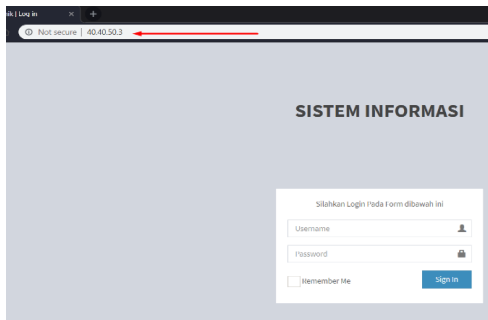 ik | Log in
Not secure | 40.40.50.3
SISTEM INFORMASI
Silahkan Login Pada Form dibawah ini
Username
Password
Remember Me
Sign In